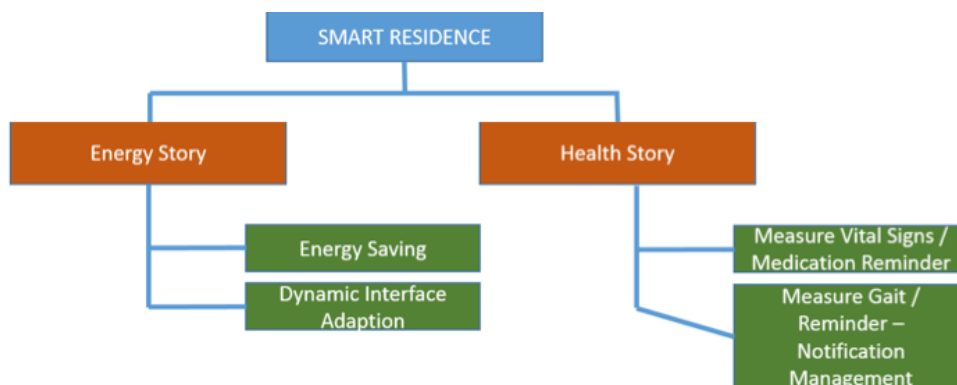 SMART RESIDENCE
Energy Story
Health Story
Energy Saving
Dynamic Interface
Adaption
Measure Vital Signs /
Medication Reminder
Measure Gait /
Reminder –
Notification
Management